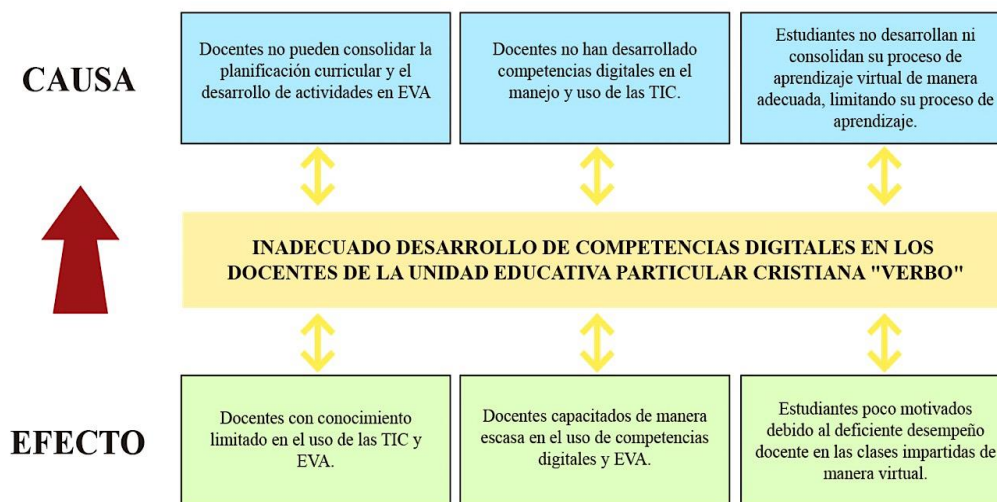 CAUSA
Docentes no pueden consolidar la
planificación curricular y el
desarrollo de actividades en EVA
Docentes no han desarrollado
competencias digitales en el
manejo y uso de las TIC.
Estudiantes no desarrollan ni
consolidan su proceso de
aprendizaje virtual de manera
adecuada, limitando su proceso de
aprendizaje.
INADECUADO DESARROLLO DE COMPETENCIAS DIGITALES EN LOS
DOCENTES DE LA UNIDAD EDUCATIVA PARTICULAR CRISTIANA "VERBO"
EFECTO
Docentes con conocimiento
limitado en el uso de las TIC y
EVA.
Docentes capacitados de manera
escasa en el uso de competencias
digitales y EVA.
Estudiantes poco motivados
debido al deficiente desempeño
docente en las clases impartidas de
manera virtual.